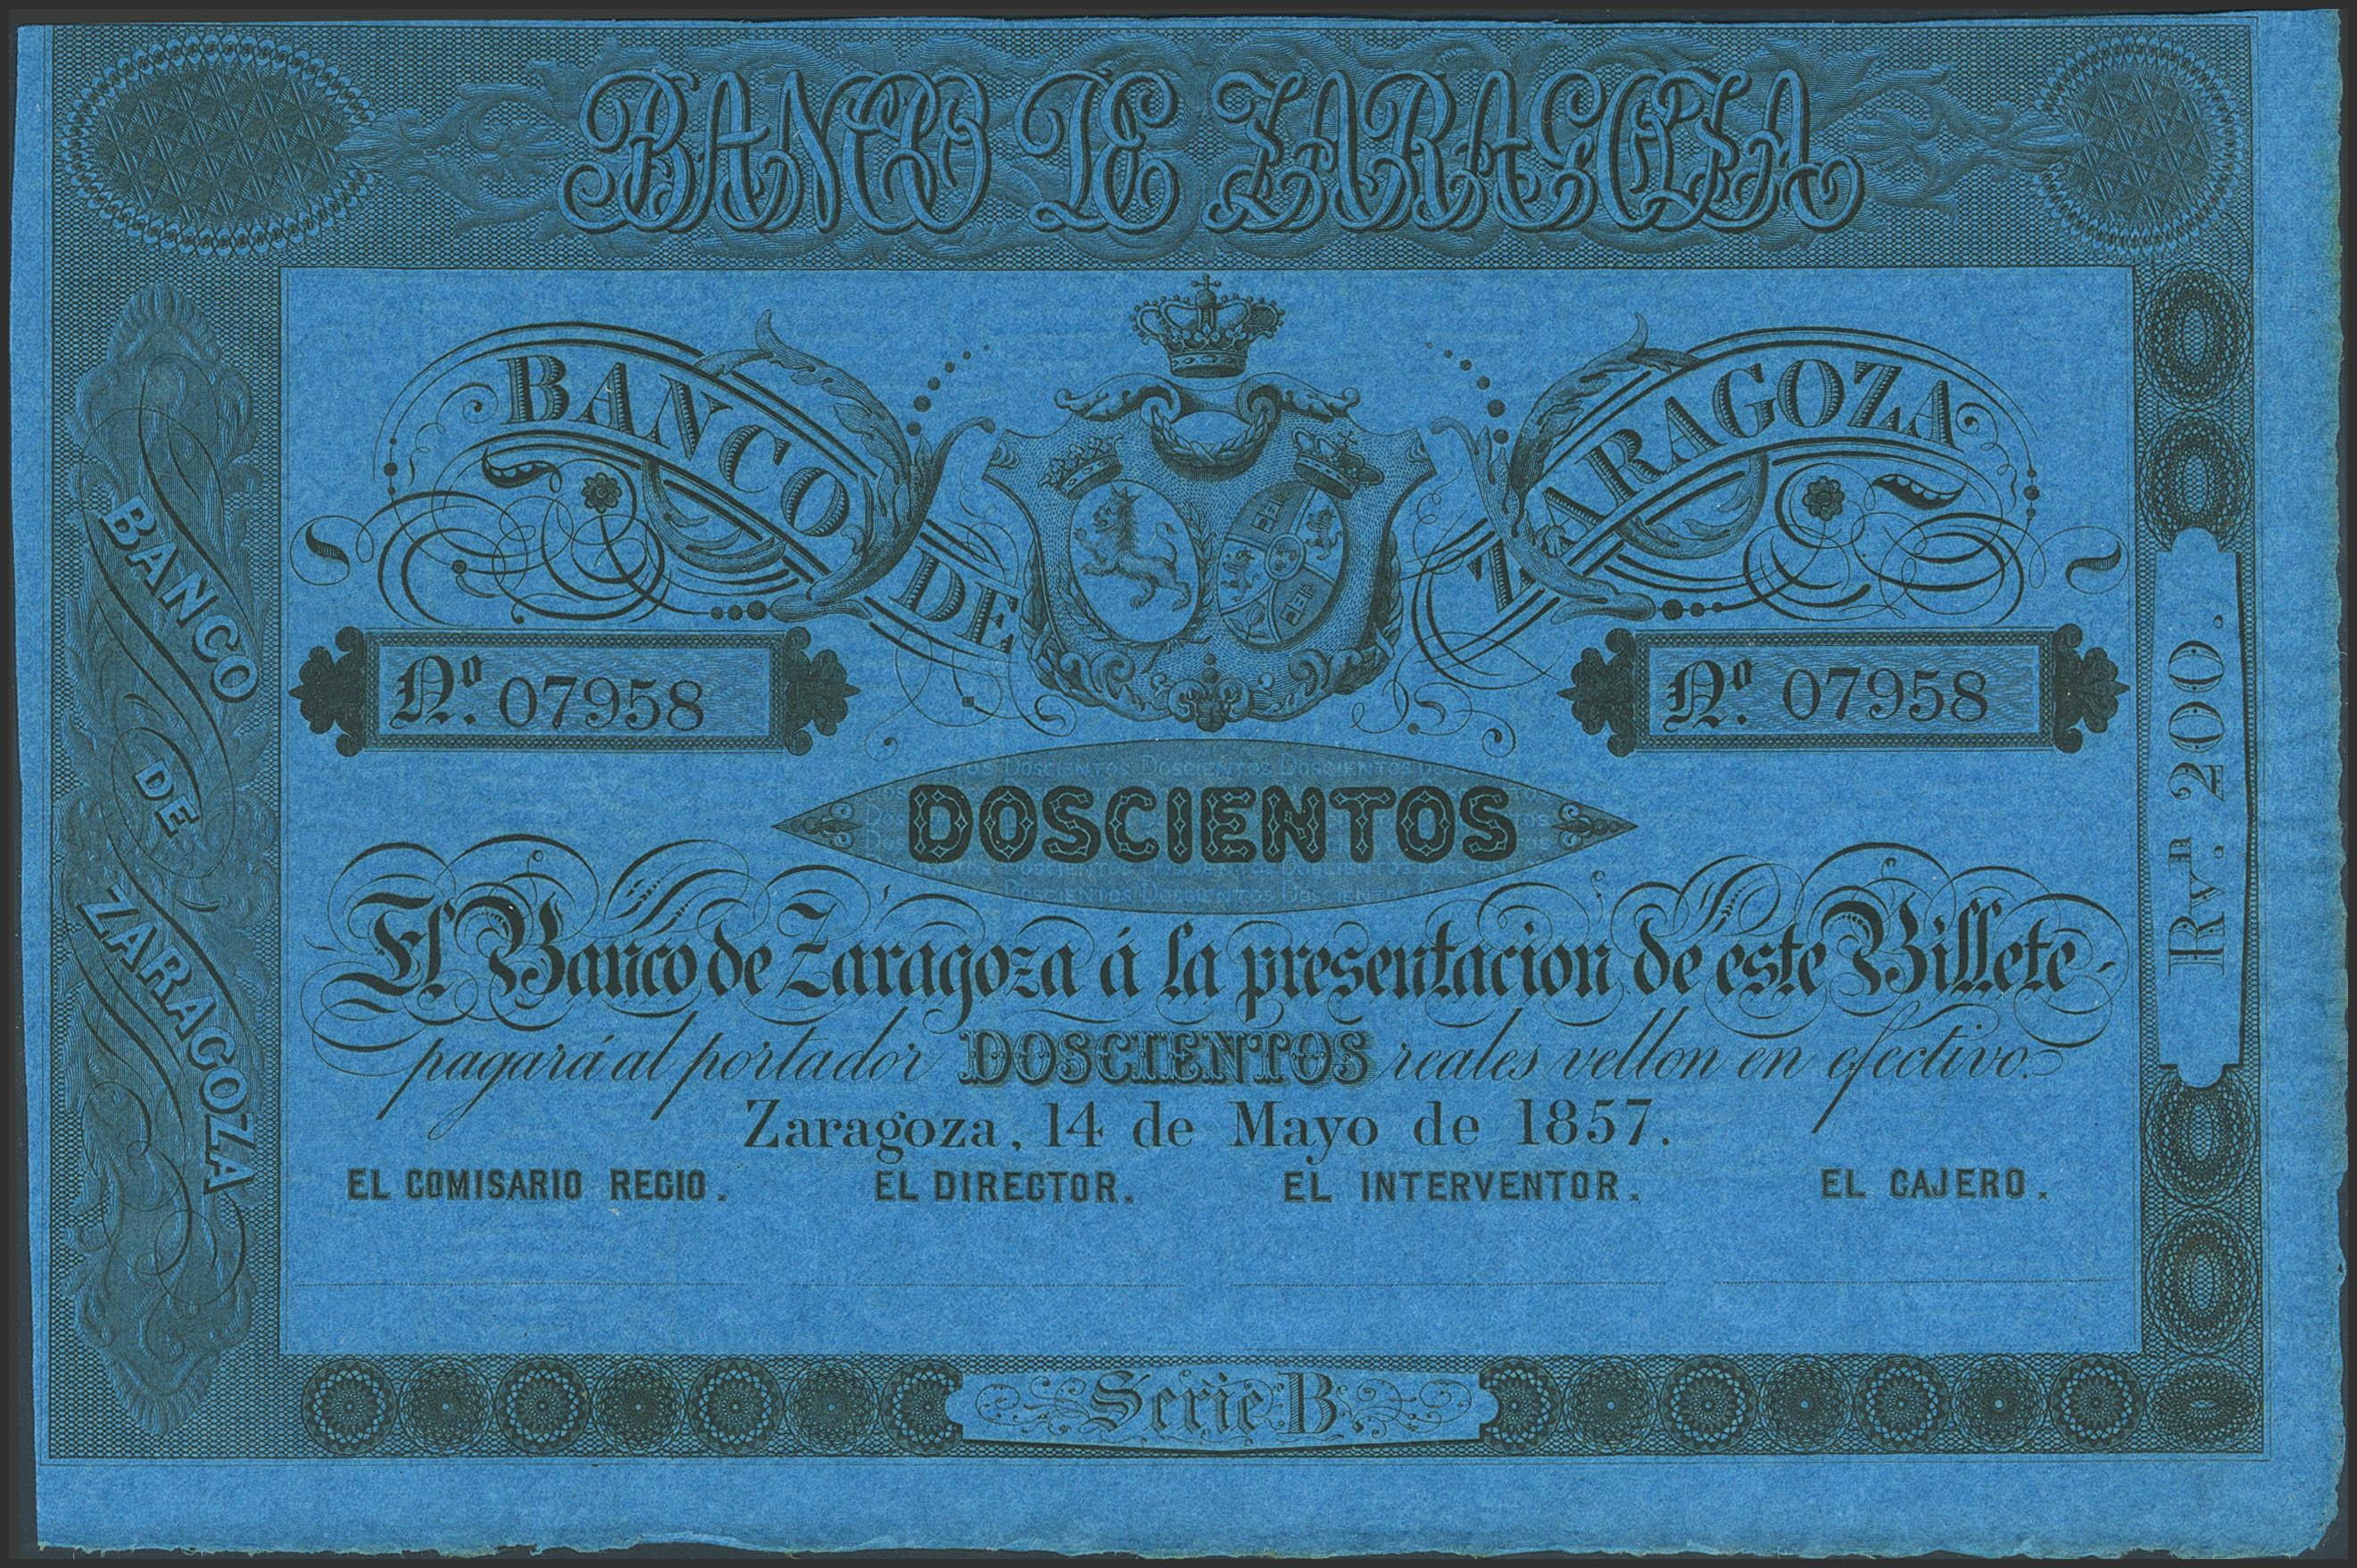 BANCO DE ZARAGOZA
BANCO DE ZARAGOZA
BANCO DE ZARAGOZA
Nº. 07958
Nº. 07958
Rvⁿ. 200.
DOSCIENTOS
El Banco de Zaragoza á la presentacion de este Billete
pagará al portador DOSCIENTOS reales vellon en efectivo.
Zaragoza, 14 de Mayo de 1857.
EL COMISARIO REGIO. EL DIRECTOR. EL INTERVENTOR. EL CAJERO.
Serie B.